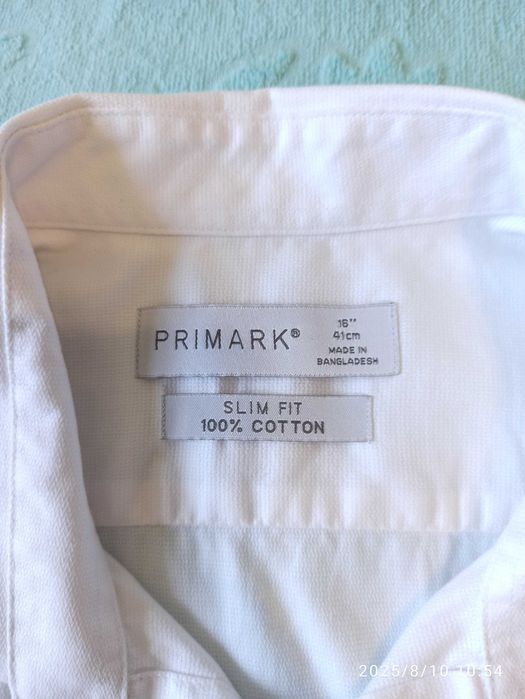 PRIMARK®
16"
41cm
MADE IN
BANGLADESH
SLIM FIT
100% COTTON
2025/8/10 10:54